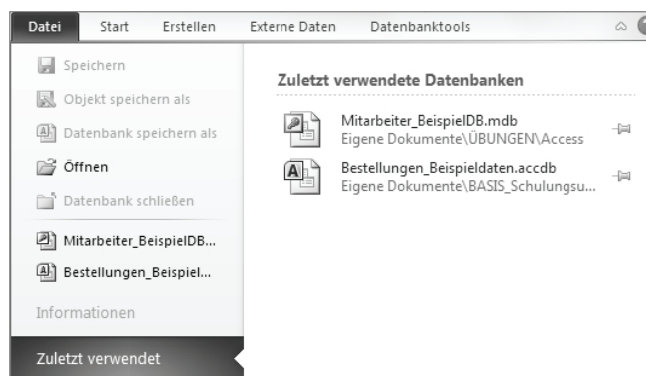 Datei Start Erstellen Externe Daten Datenbanktools
Speichern
Objekt speichern als
Datenbank speichern als
Öffnen
Datenbank schließen
Mitarbeiter_BeispielDB...
Bestellungen_Beispiel...
Informationen
Zuletzt verwendet
Zuletzt verwendete Datenbanken
Mitarbeiter_BeispielDB.mdb
Eigene Dokumente\ÜBUNGEN\Access
Bestellungen_Beispieldaten.accdb
Eigene Dokumente\BASIS_Schulungsu...